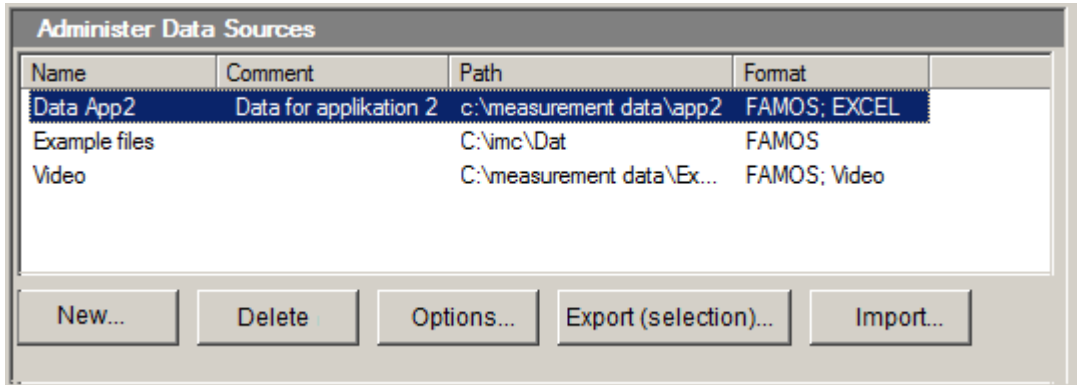 Administer Data Sources
Name Comment Path Format
Data App2 Data for applikation 2 c:\measurement data\app2 FAMOS; EXCEL
Example files C:\imc\Dat FAMOS
Video C:\measurement data\Ex... FAMOS; Video
New... Delete Options... Export (selection)... Import...